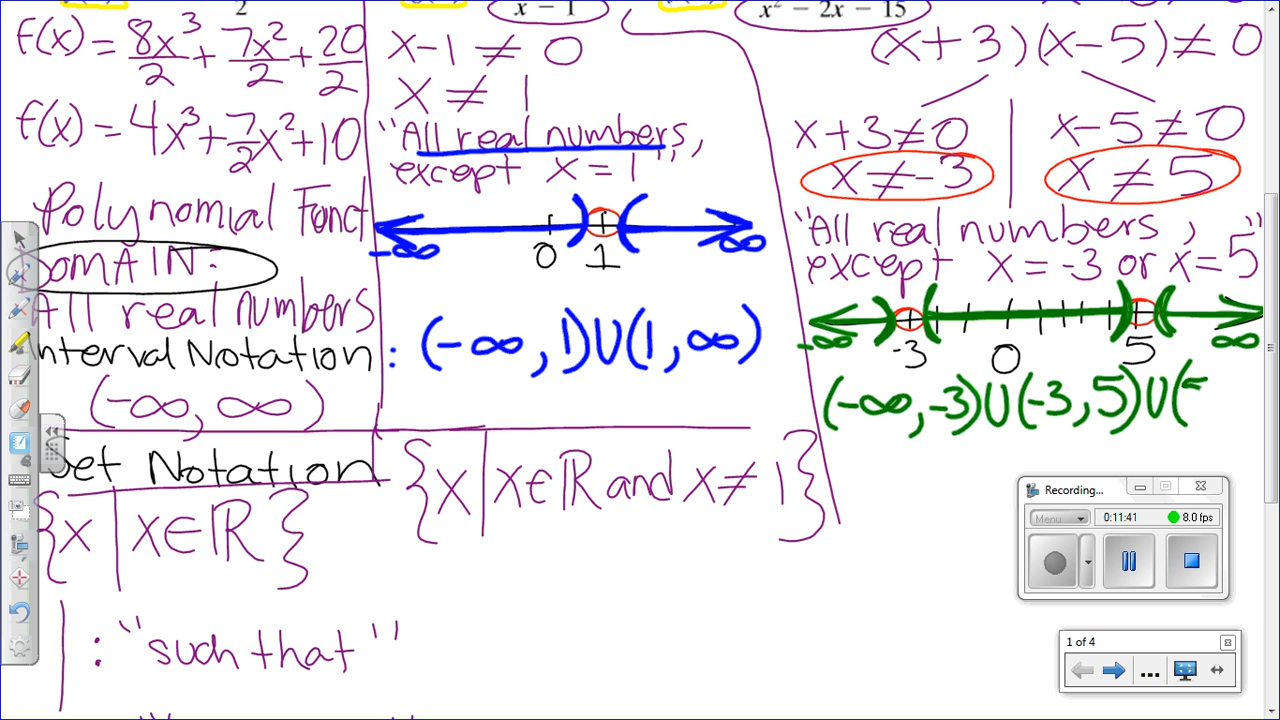 2
x − 1
x² − 2x − 15
f(x) = 8x³/2 + 7x²/2 + 20/2
f(x) = 4x³ + 7/2 x² + 10
Polynomial Funct
DOMAIN:
All real numbers
Interval Notation :
(-∞, ∞)
Set Notation
{x | x∈ℝ}
| : "such that"
x-1 ≠ 0
x ≠ 1
"All real numbers,
except x = 1"
-∞ 0 1 ∞
(-∞, 1)U(1, ∞)
{x | x∈ℝ and x ≠ 1}
(x+3)(x-5) ≠ 0
x+3≠0 x-5≠0
x ≠ -3 x ≠ 5
"All real numbers,
except x = -3 or x = 5"
-∞ -3 0 5 ∞
(-∞, -3)U(-3, 5)U(
Recording...
Menu
0:11:41 8.0 fps
1 of 4